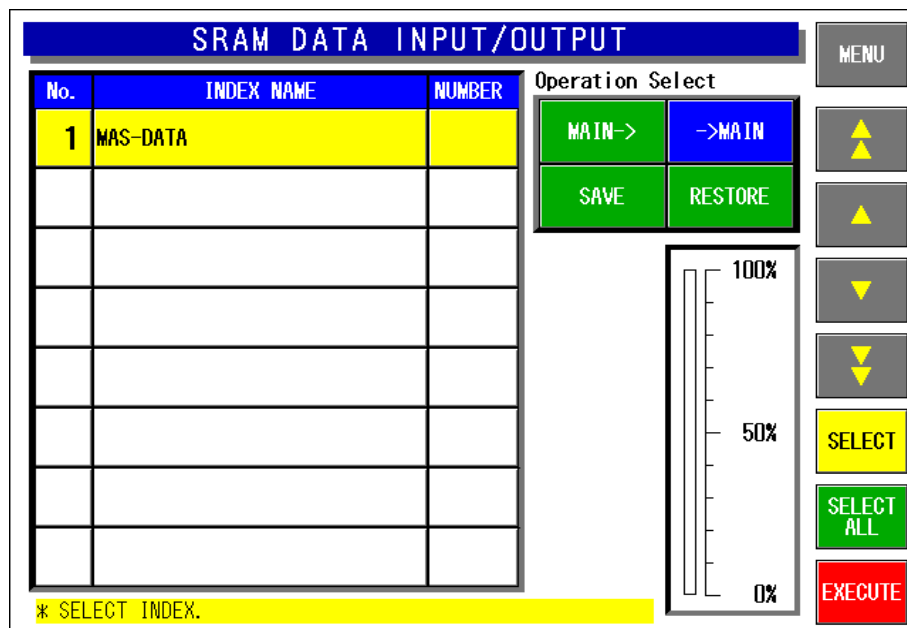 SRAM DATA INPUT/OUTPUT
MENU
No. INDEX NAME NUMBER
1 MAS-DATA
Operation Select
MAIN-> ->MAIN
SAVE RESTORE
100%
50%
0%
SELECT
SELECT
ALL
EXECUTE
* SELECT INDEX.